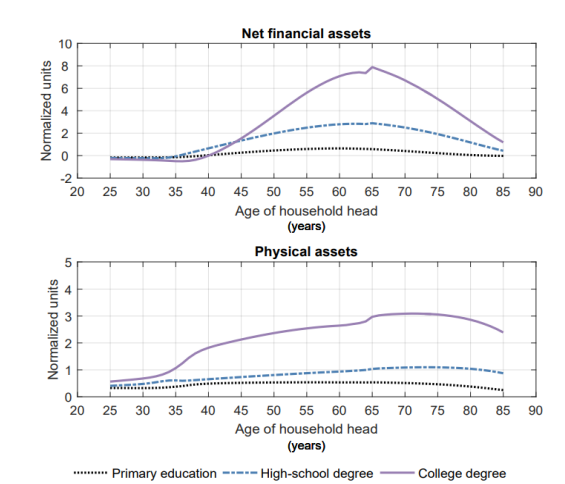 Net financial assets
Normalized units
10
8
6
4
2
0
-2
20 25 30 35 40 45 50 55 60 65 70 75 80 85 90
Age of household head
(years)
Physical assets
Normalized units
5
4
3
2
1
0
20 25 30 35 40 45 50 55 60 65 70 75 80 85 90
Age of household head
(years)
Primary education High-school degree College degree